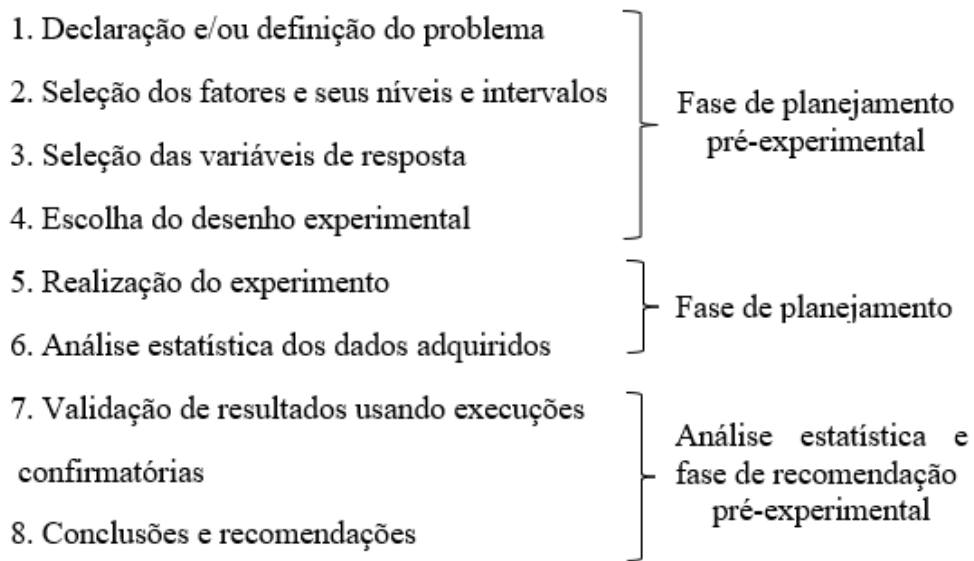 1. Declaração e/ou definição do problema
2. Seleção dos fatores e seus níveis e intervalos
3. Seleção das variáveis de resposta
4. Escolha do desenho experimental
Fase de planejamento
pré-experimental
5. Realização do experimento
6. Análise estatística dos dados adquiridos
Fase de planejamento
7. Validação de resultados usando execuções
confirmatórias
8. Conclusões e recomendações
Análise estatística e
fase de recomendação
pré-experimental